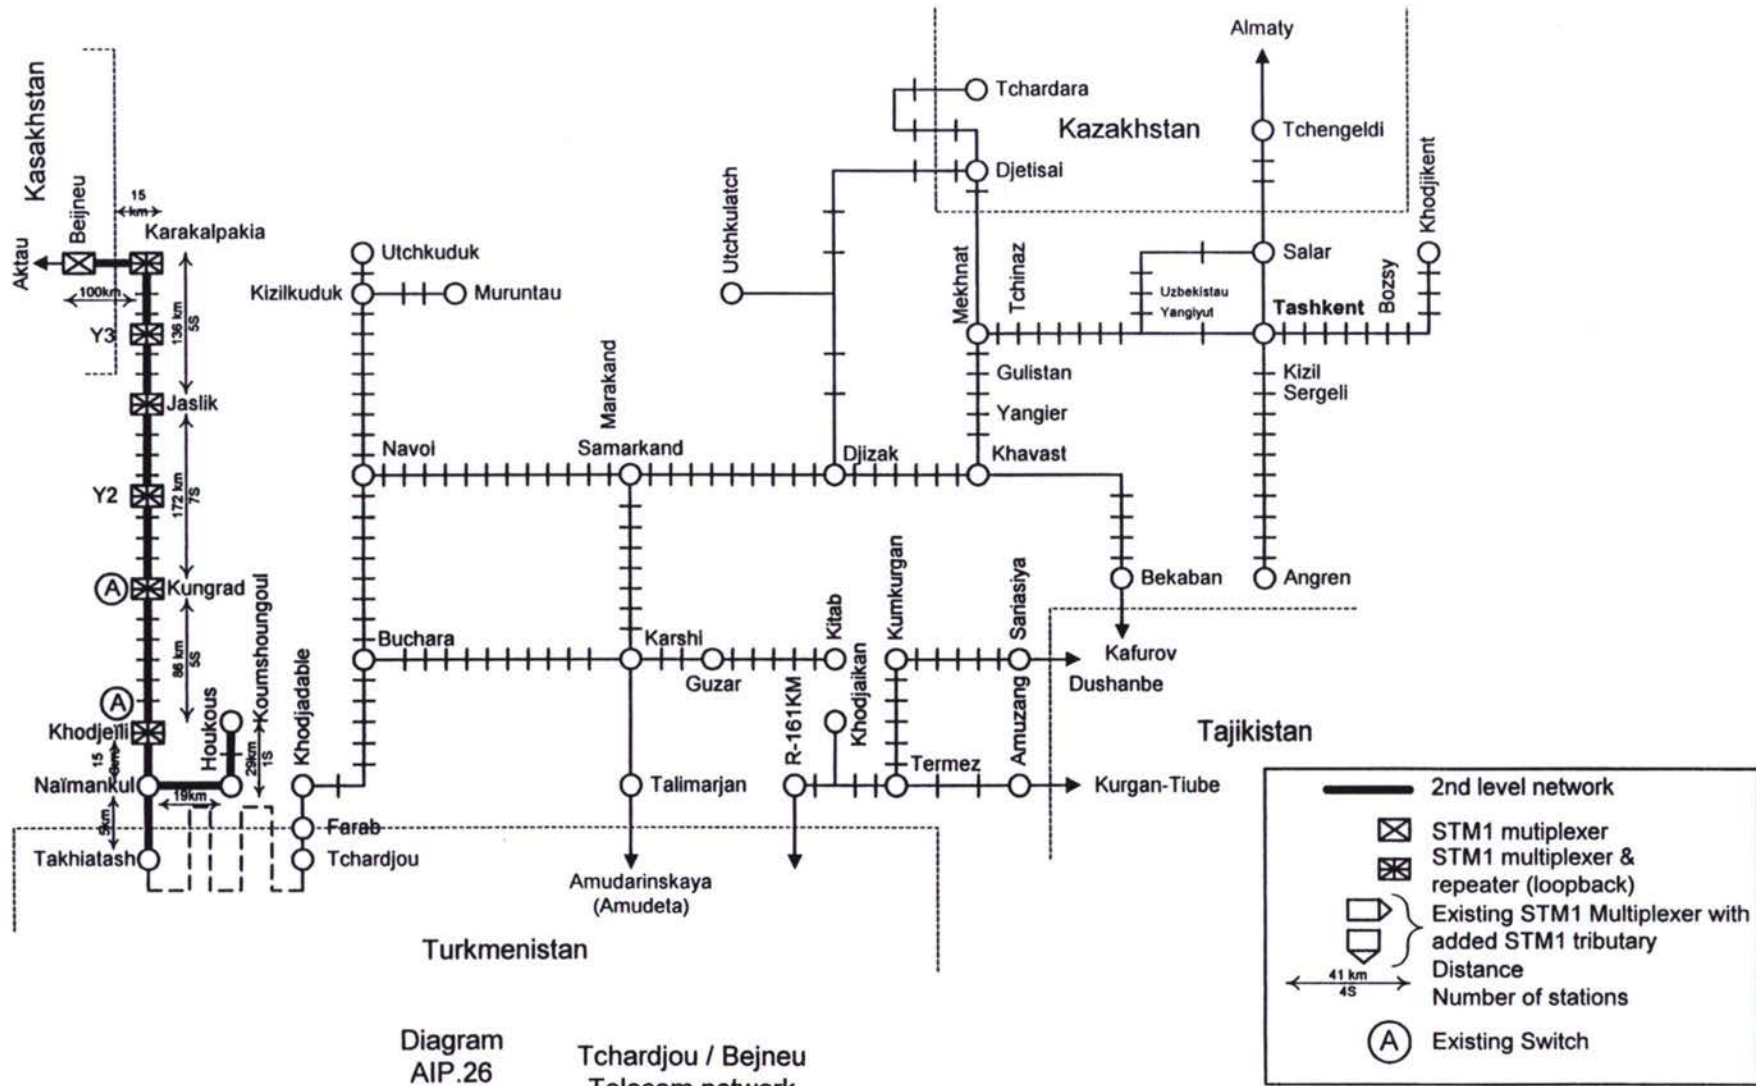 Almaty
Tchardara
Kazakhstan
Tchengeldi
Kasakhstan
Djetisai
Khodjikent
Utchkulatch
Beijneu
15
km
Karakalpakia
Aktau
100km
Utchkuduk
Salar
Kizilkuduk
Muruntau
Mekhnat
Tchinaz
Uzbekistau
Yangiyut
Tashkent
Bozsy
Y3
136 km
5S
Gulistan
Kizil
Sergeli
Jaslik
Marakand
Yangier
Navoi
Samarkand
Djizak
Khavast
Y2
172 km
7S
A
Kungrad
Bekaban
Angren
86 km
5S
Koumshoungoul
Khodjadable
Buchara
Karshi
Guzar
Kitab
Kumkurgan
Sariasiya
Kafurov
Dushanbe
A
Khodjeili
Houkous
R-161KM
Khodjaikan
Amuzang
Tajikistan
15
29km
1S
Naïmankul
19km
Talimarjan
Termez
Kurgan-Tiube
9km
Farab
Takhiatash
Tchardjou
Amudarinskaya
(Amudeta)
Turkmenistan
2nd level network
STM1 mutiplexer
STM1 multiplexer &
repeater (loopback)
Existing STM1 Multiplexer with
added STM1 tributary
41 km
4S
Distance
Number of stations
A
Existing Switch
Diagram
AIP.26
Tchardjou / Bejneu
Telecom network